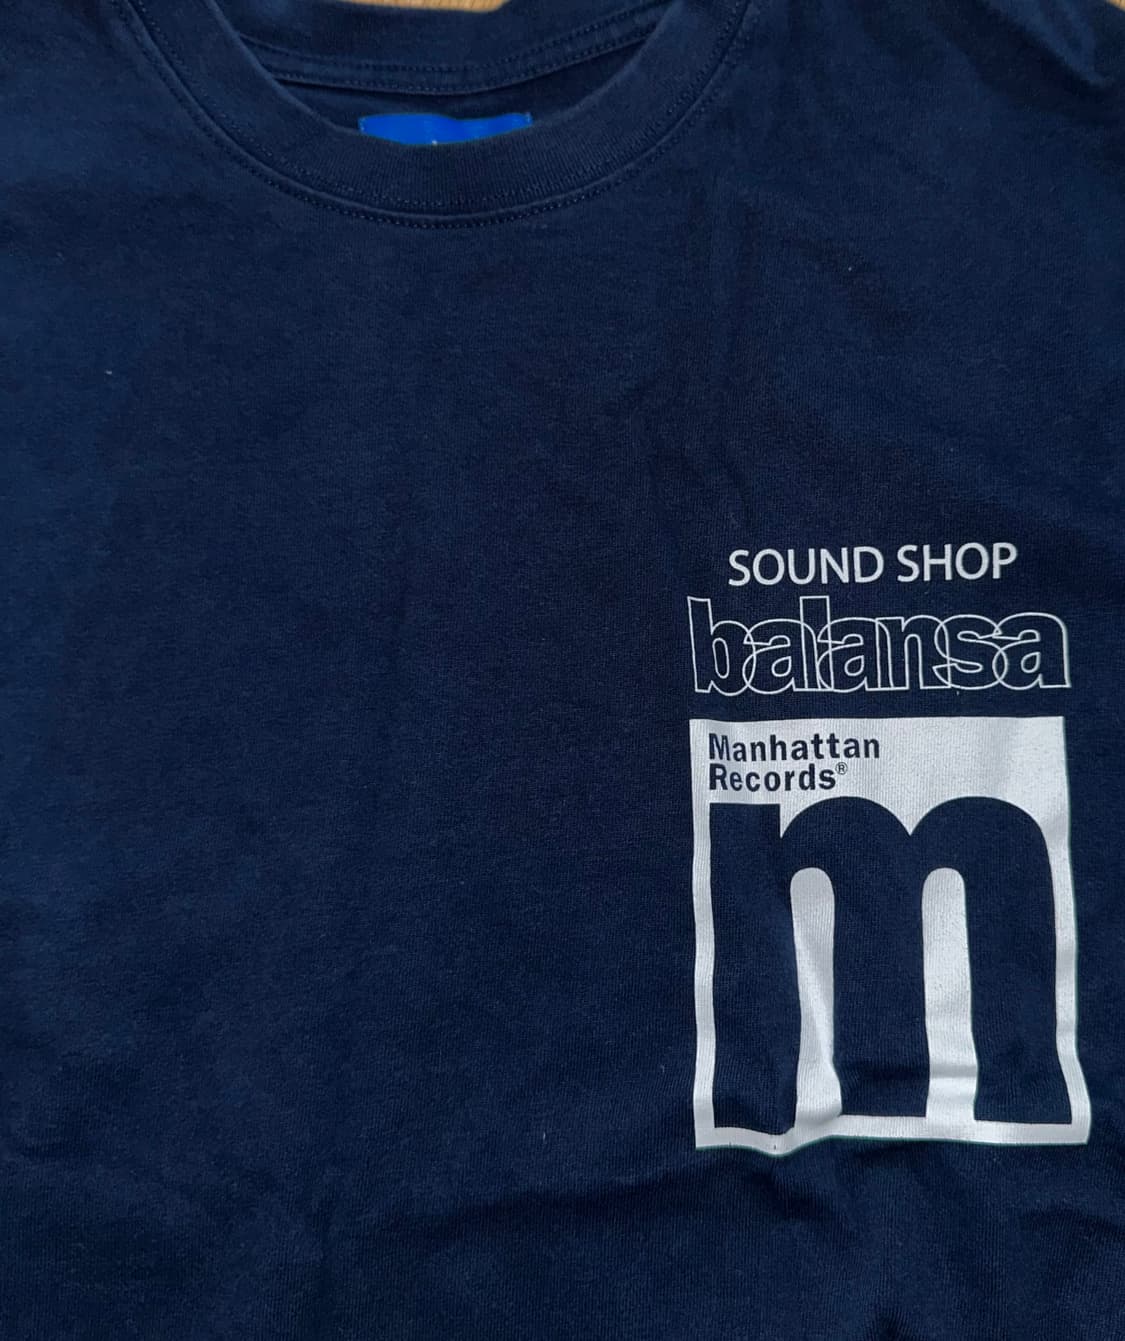 SOUND SHOP
balansa
Manhattan
Records®
m